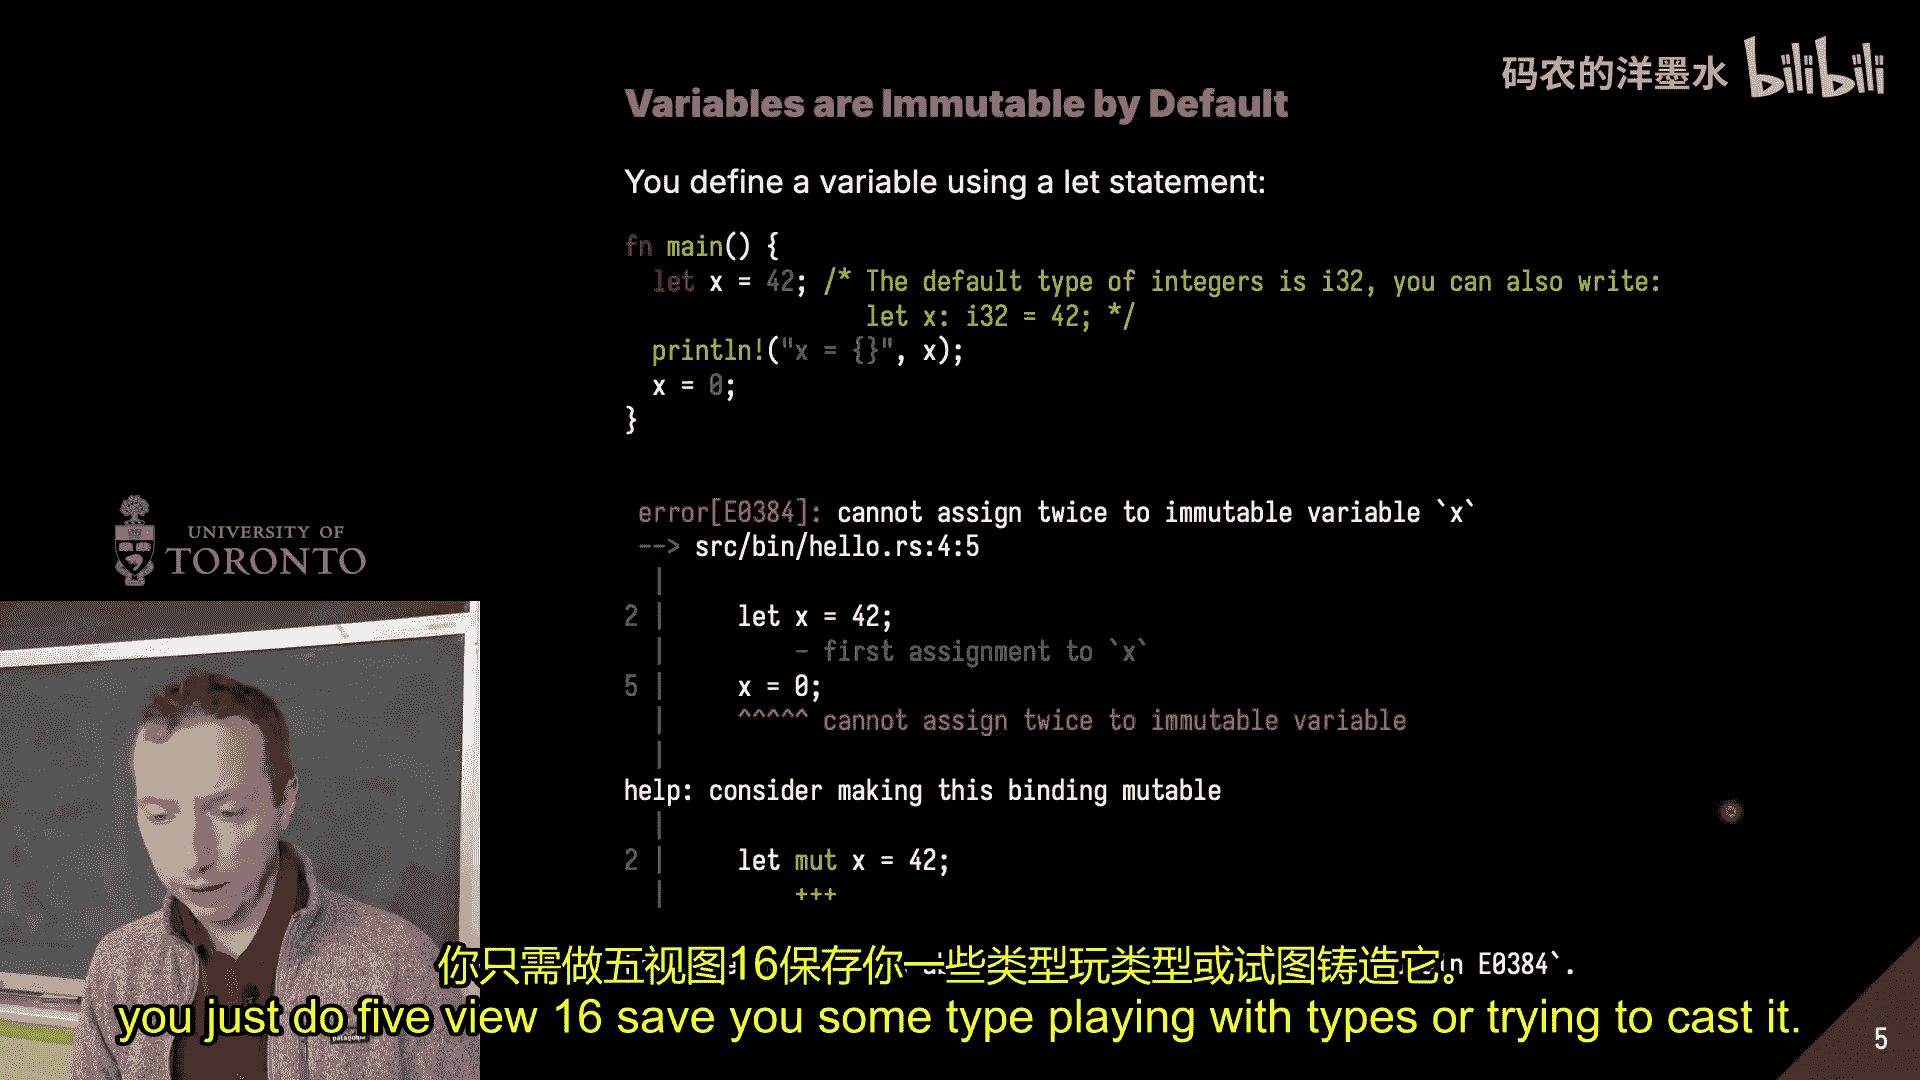 码农的洋墨水 bilibili
Variables are Immutable by Default
You define a variable using a let statement:
fn main() {
let x = 42; /* The default type of integers is i32, you can also write:
let x: i32 = 42; */
println!("x = {}", x);
x = 0;
}
error[E0384]: cannot assign twice to immutable variable `x`
--> src/bin/hello.rs:4:5
|
2 | let x = 42;
| - first assignment to `x`
5 | x = 0;
| ^^^^^ cannot assign twice to immutable variable
|
help: consider making this binding mutable
|
2 | let mut x = 42;
| +++
UNIVERSITY OF
TORONTO
E0384`.
你只需做五视图16保存你一些类型玩类型或试图铸造它。
you just do five view 16 save you some type playing with types or trying to cast it.
patagonia
5